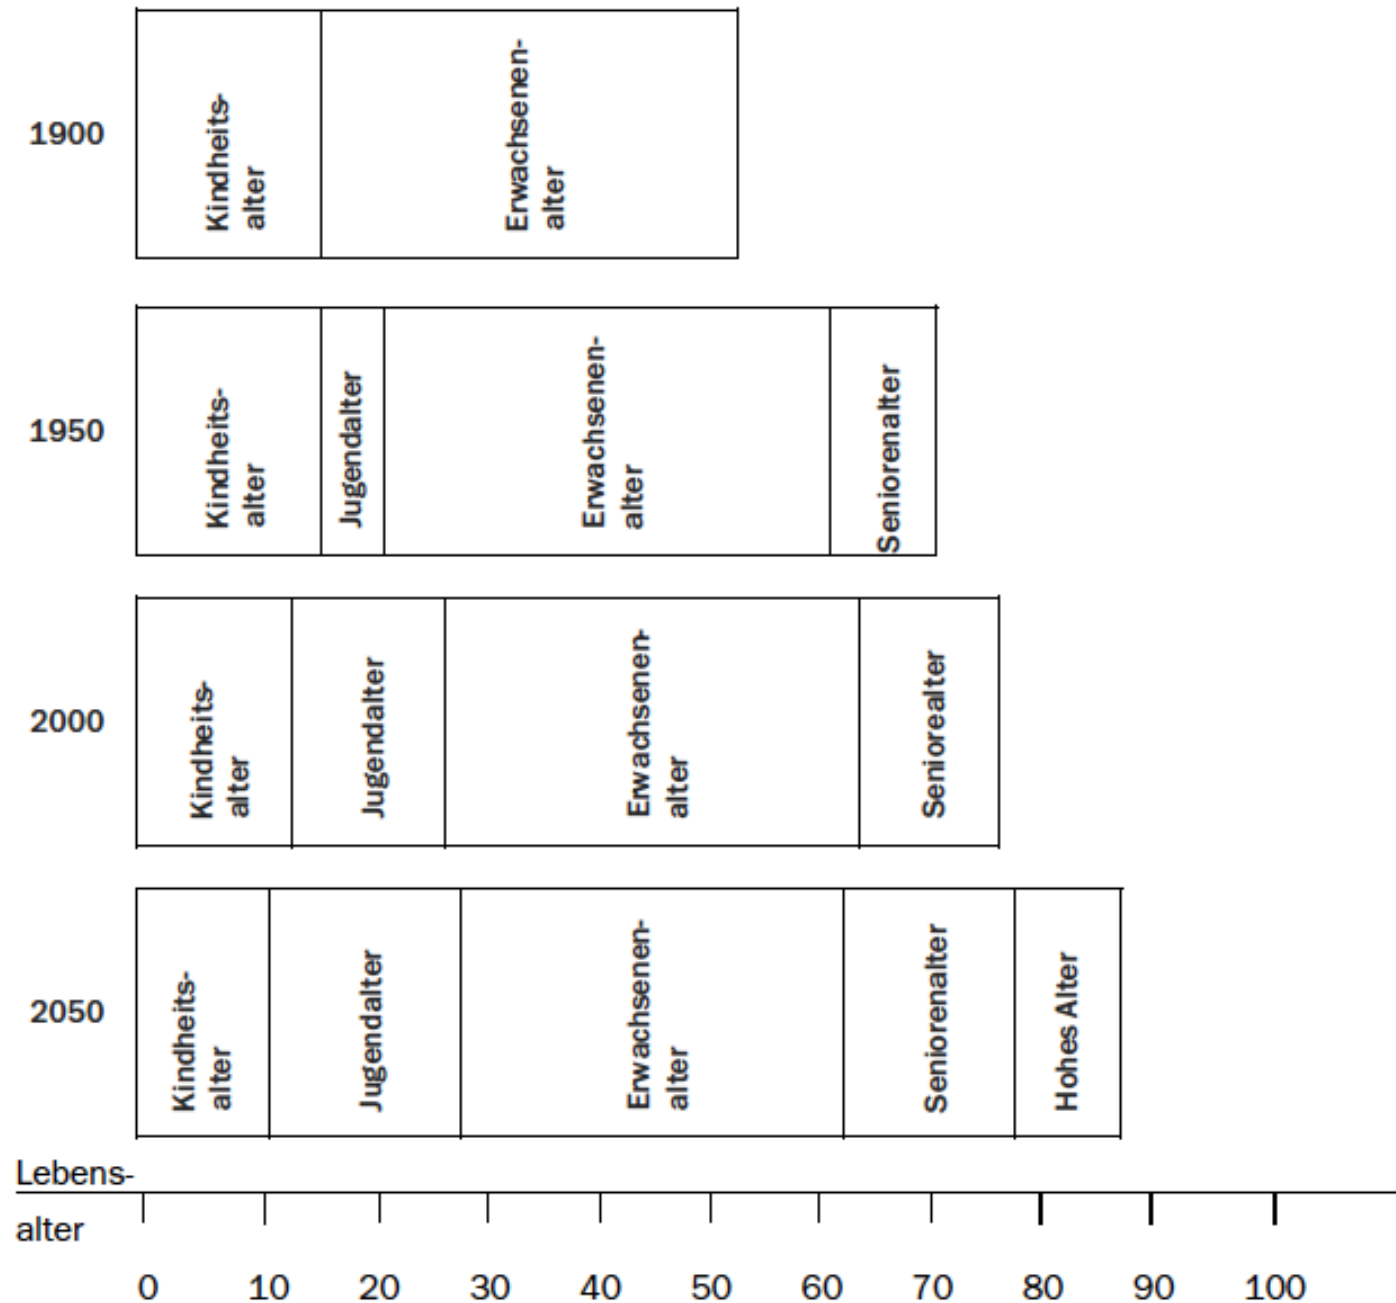 1900
Kindheits-
alter
Erwachsenen-
alter
1950
Kindheits-
alter
Jugendalter
Erwachsenen-
alter
Seniorenalter
2000
Kindheits-
alter
Jugendalter
Erwachsenen-
alter
Seniorealter
2050
Kindheits-
alter
Jugendalter
Erwachsenen-
alter
Seniorenalter
Hohes Alter
Lebens-
alter
0 10 20 30 40 50 60 70 80 90 100